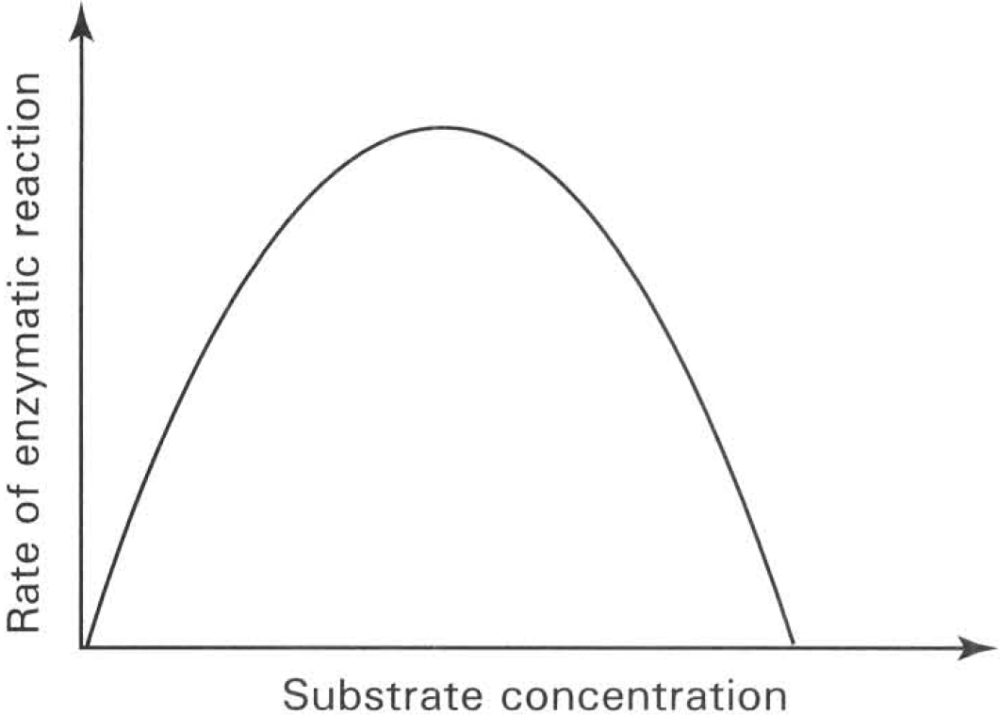 Rate of enzymatic reaction
Substrate concentration